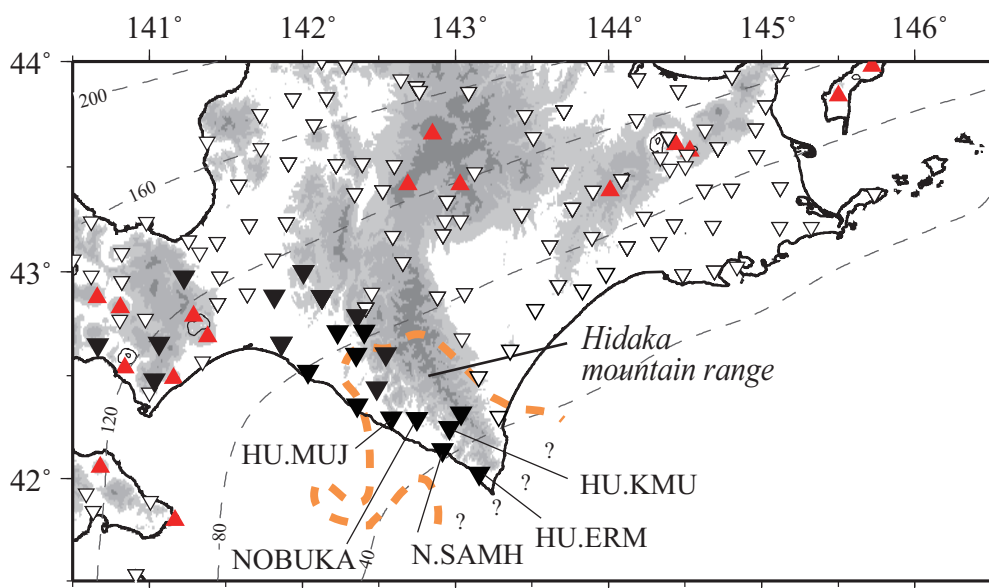 141° 142° 143° 144° 145° 146°
44°
200
160
43°
Hidaka
mountain range
120
HU.MUJ
?
HU.KMU
42°
?
?
?
HU.ERM
80
40
NOBUKA
N.SAMH